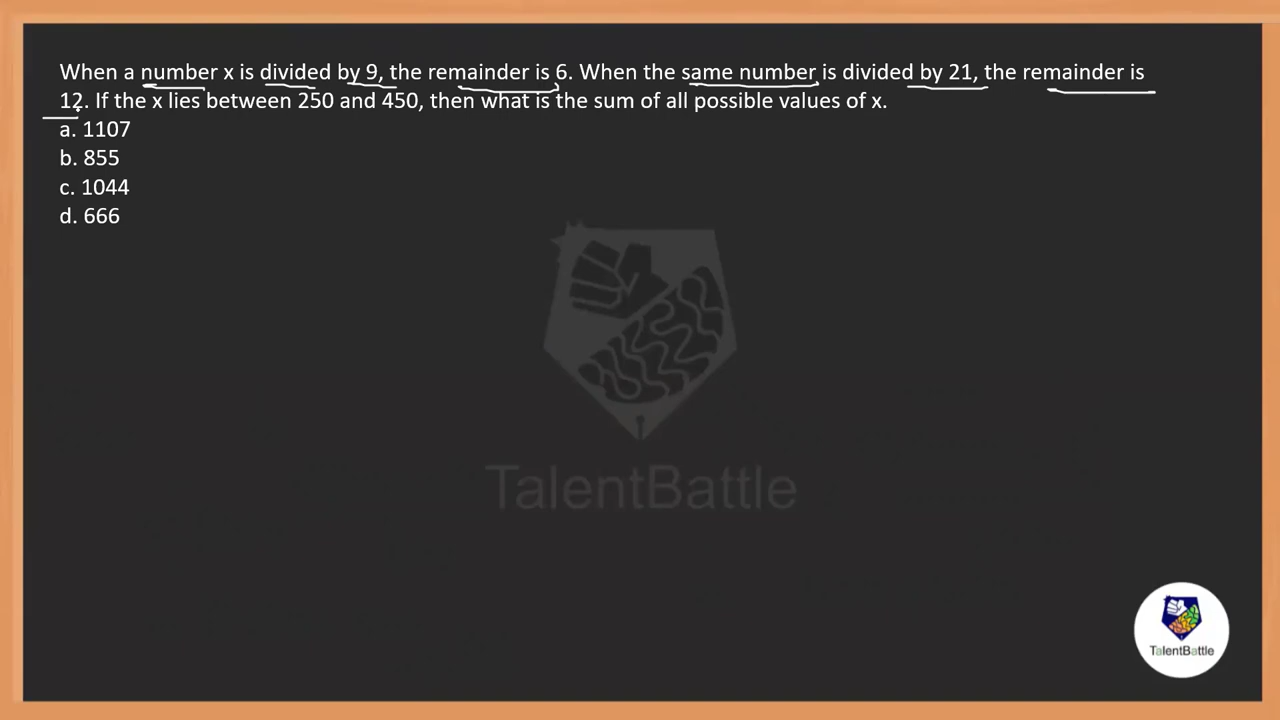 When a number x is divided by 9, the remainder is 6. When the same number is divided by 21, the remainder is
12. If the x lies between 250 and 450, then what is the sum of all possible values of x.
a. 1107
b. 855
c. 1044
d. 666
TalentBattle
TalentBattle